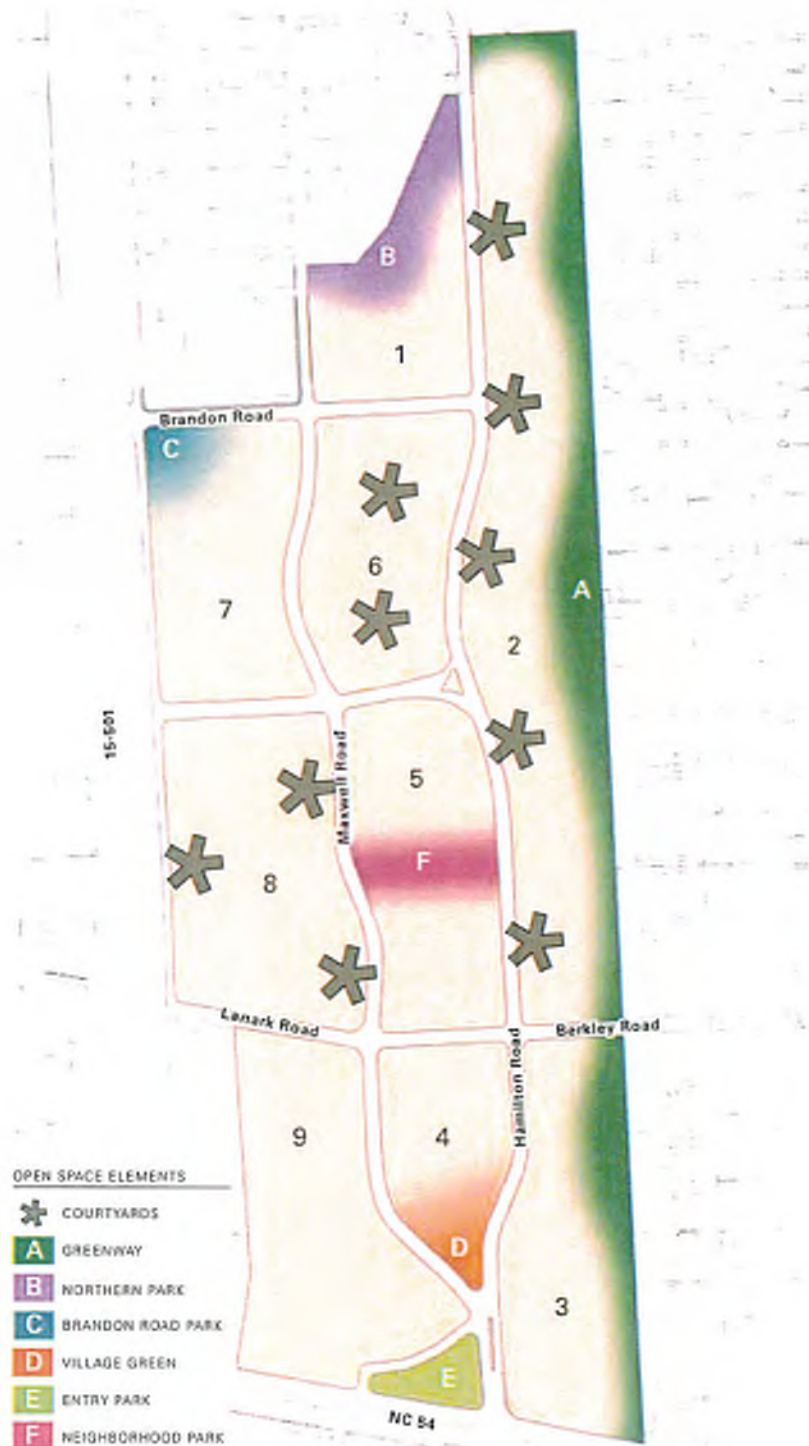 B
1
Brandon Road
C
6
A
7
2
15-501
Maxwell Road
5
F
8
Lanark Road
Berkley Road
Hamilton Road
9
4
D
3
E
NC 54
OPEN SPACE ELEMENTS
COURTYARDS
A GREENWAY
B NORTHERN PARK
C BRANDON ROAD PARK
D VILLAGE GREEN
E ENTRY PARK
F NEIGHBORHOOD PARK